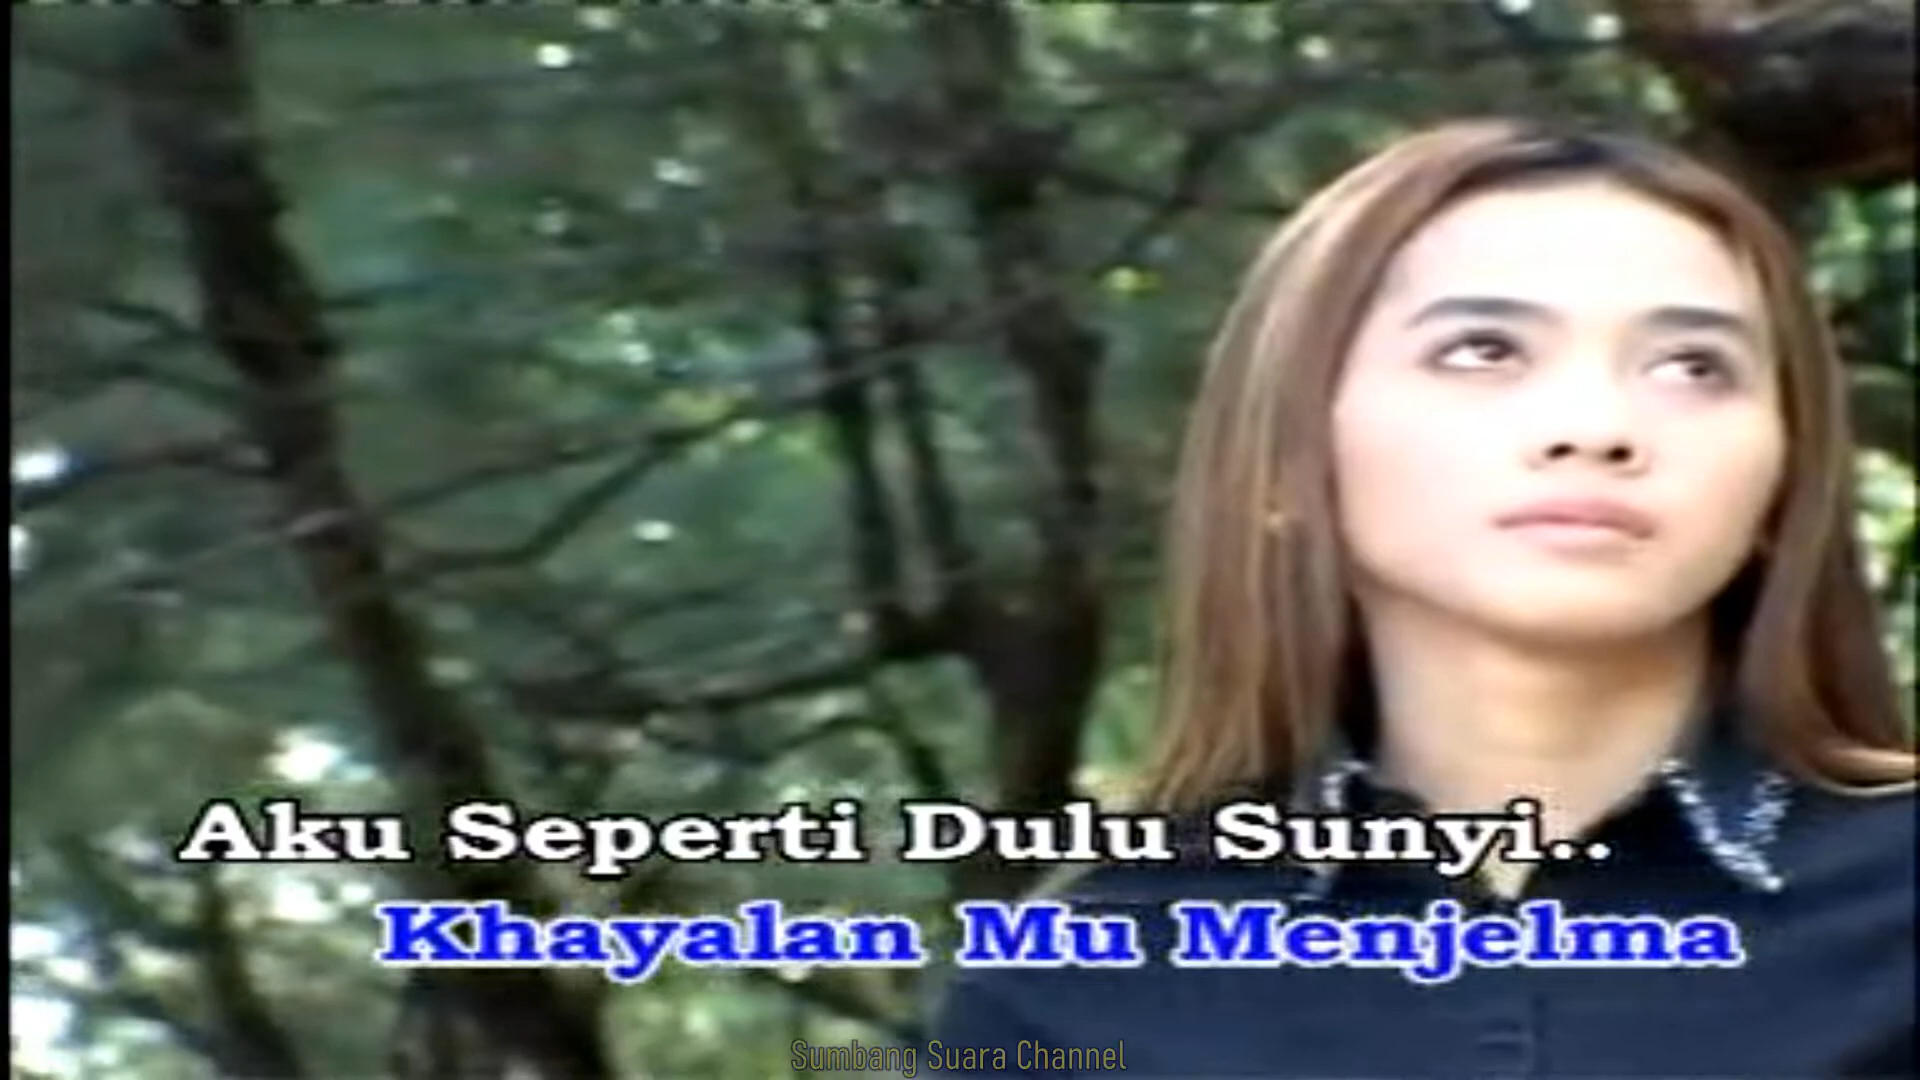 Aku Seperti Dulu Sunyi..
Khayalan Mu Menjelma
Sumbang Suara Channel